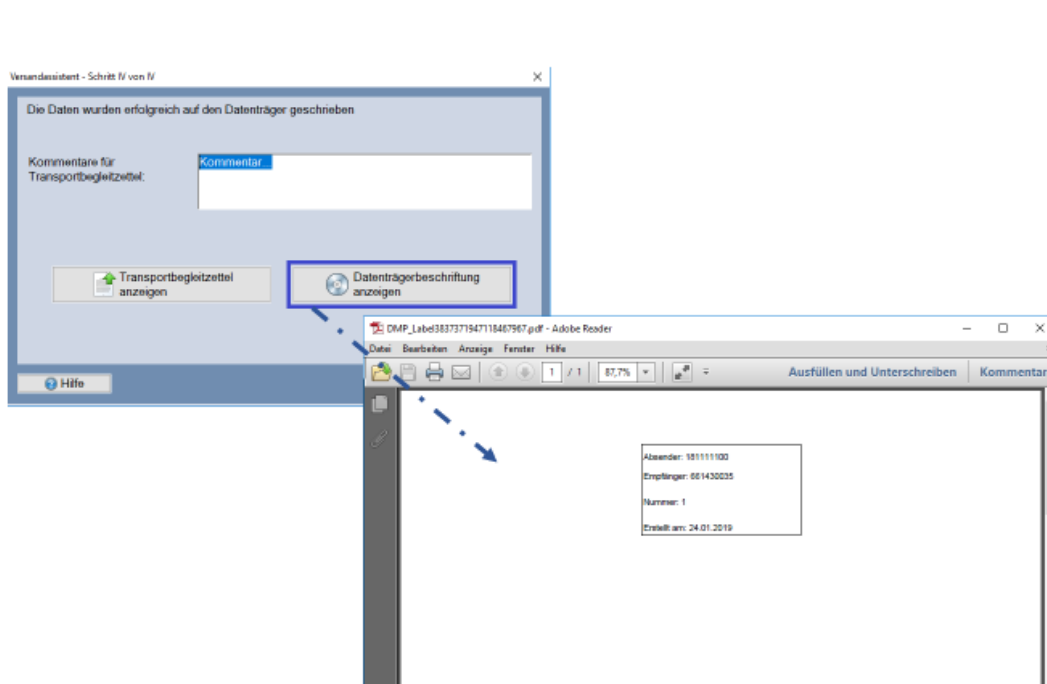 Versandassistent - Schritt IV von IV
Die Daten wurden erfolgreich auf den Datenträger geschrieben
Kommentare für
Transportbegleitzettel:
Kommentar...
Transportbegleitzettel
anzeigen
Datenträgerbeschriftung
anzeigen
Hilfe
DMP_Label3837371947118467967.pdf - Adobe Reader
Datei Bearbeiten Anzeige Fenster Hilfe
1 / 1 87,7% Ausfüllen und Unterschreiben Kommentar
Absender: 181111100
Empfänger: 661430035
Nummer: 1
Erstellt am: 24.01.2019